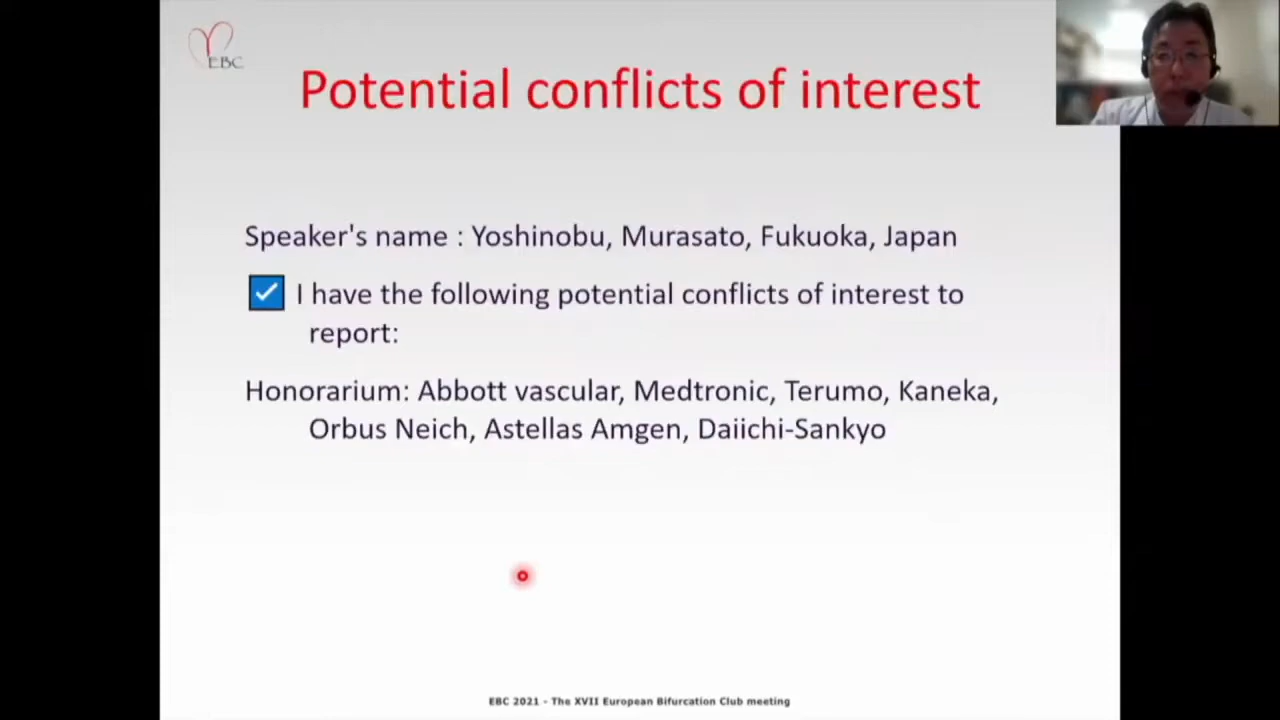 EBC
Potential conflicts of interest
Speaker's name : Yoshinobu, Murasato, Fukuoka, Japan
I have the following potential conflicts of interest to
report:
Honorarium: Abbott vascular, Medtronic, Terumo, Kaneka,
Orbus Neich, Astellas Amgen, Daiichi-Sankyo
EBC 2021 - The XVII European Bifurcation Club meeting